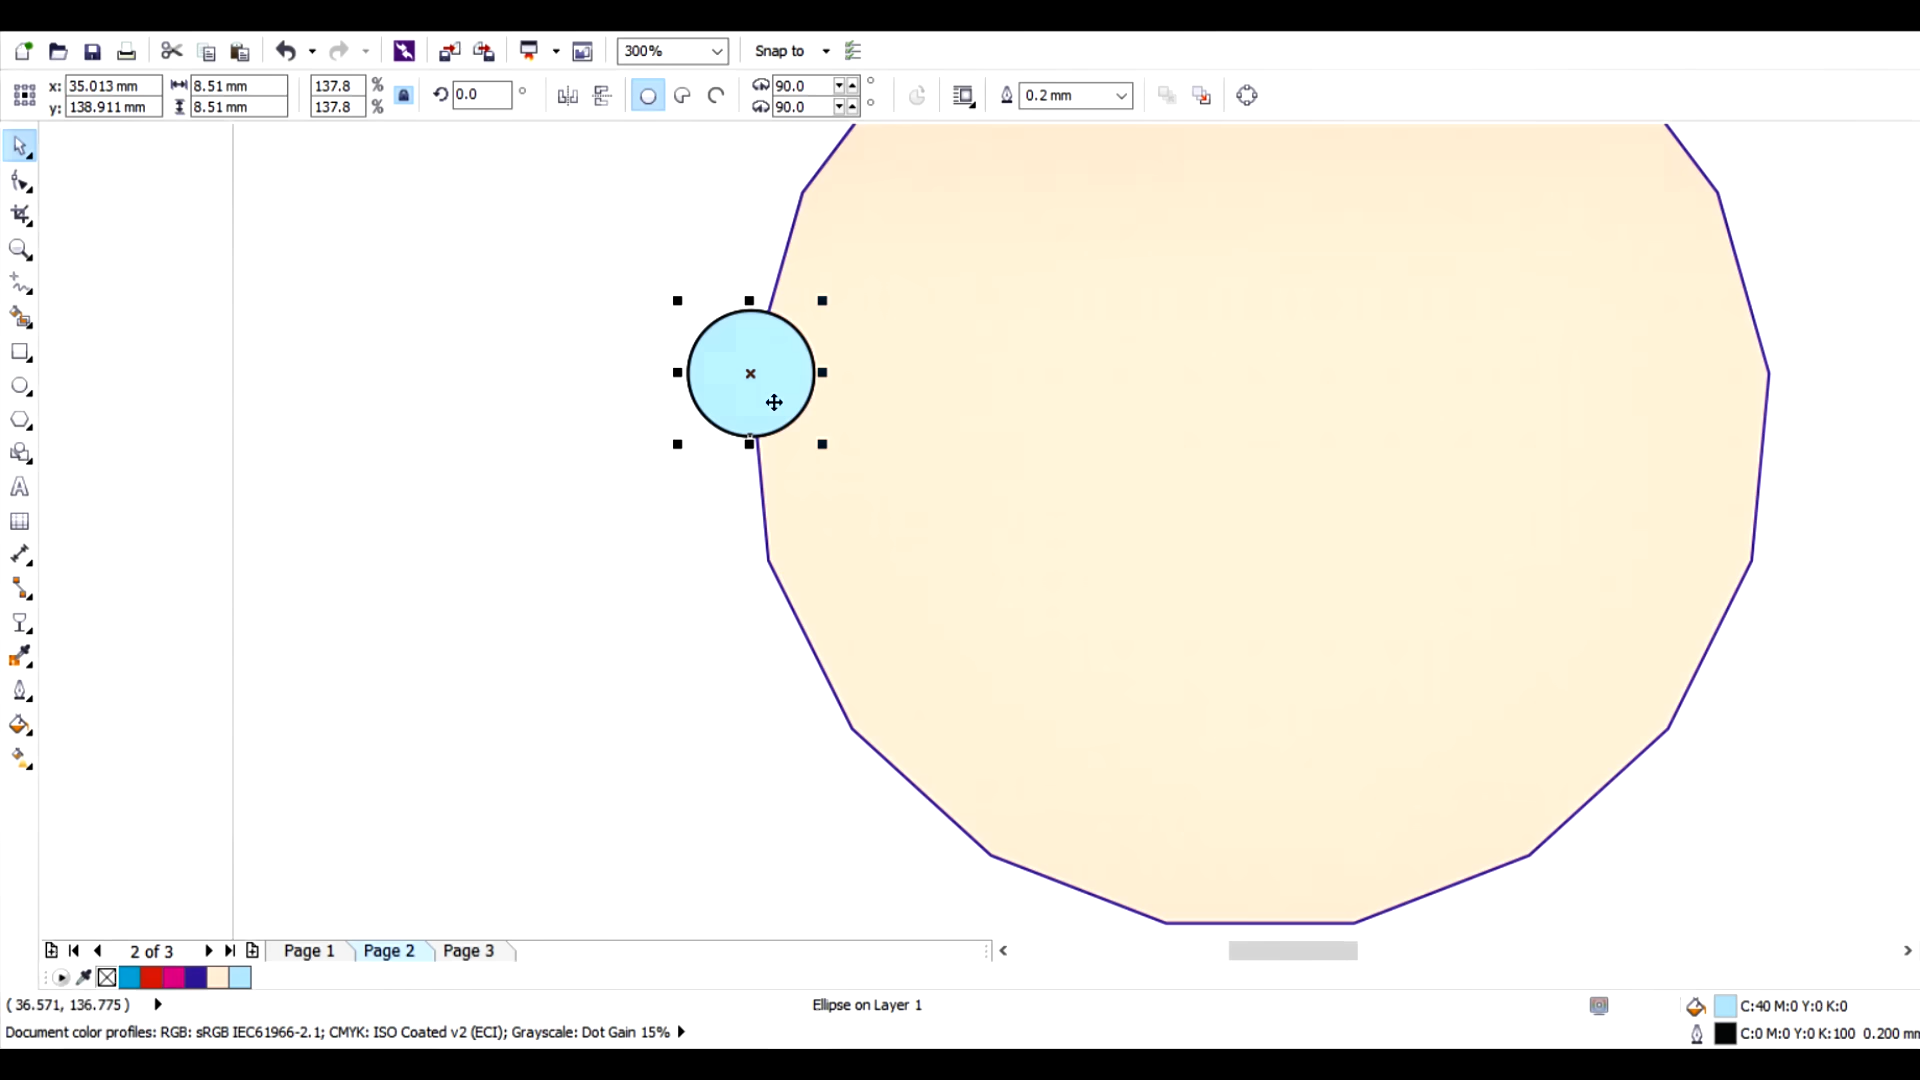 300%
Snap to
x: 35.013 mm 8.51 mm 137.8 %
y: 138.911 mm 8.51 mm 137.8 %
0.0 °
90.0 °
90.0 °
0.2 mm
2 of 3 Page 1 Page 2 Page 3
( 36.571, 136.775 ) Ellipse on Layer 1 C:40 M:0 Y:0 K:0
Document color profiles: RGB: sRGB IEC61966-2.1; CMYK: ISO Coated v2 (ECI); Grayscale: Dot Gain 15% C:0 M:0 Y:0 K:100 0.200 mm